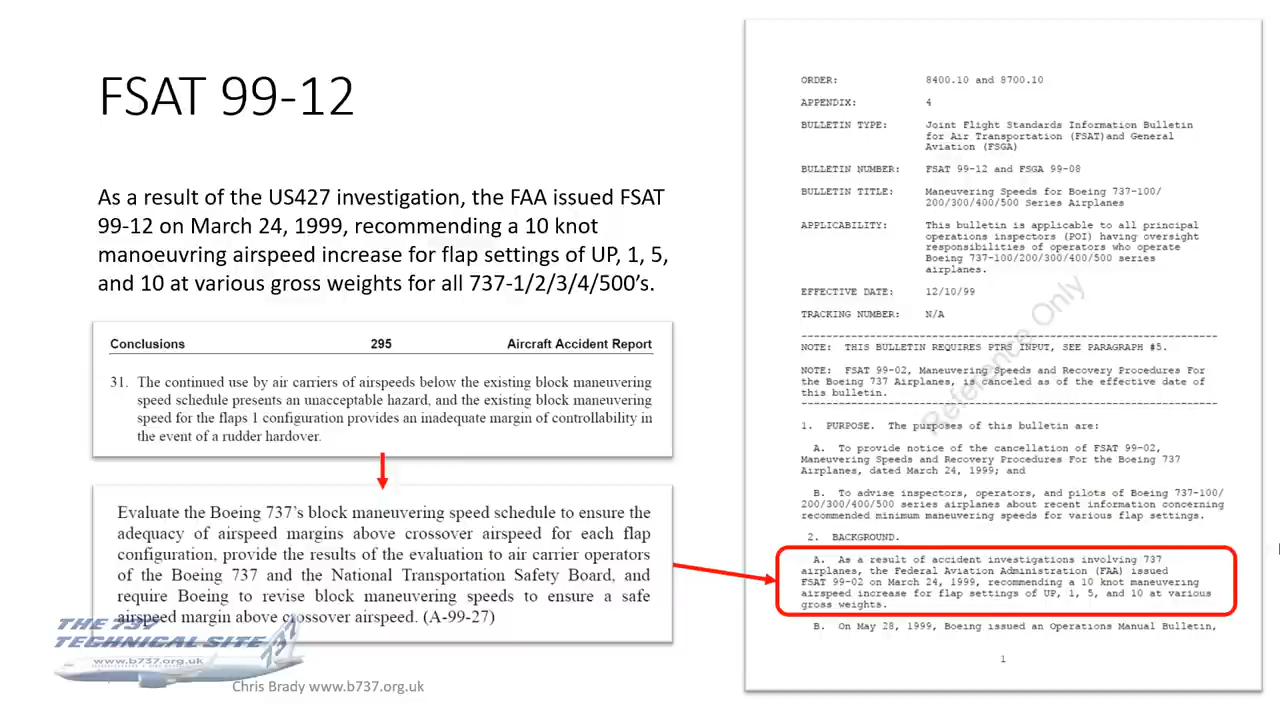 FSAT 99-12
As a result of the US427 investigation, the FAA issued FSAT
99-12 on March 24, 1999, recommending a 10 knot
manoeuvring airspeed increase for flap settings of UP, 1, 5,
and 10 at various gross weights for all 737-1/2/3/4/500’s.
Conclusions 295 Aircraft Accident Report
31. The continued use by air carriers of airspeeds below the existing block maneuvering
speed schedule presents an unacceptable hazard, and the existing block maneuvering
speed for the flaps 1 configuration provides an inadequate margin of controllability in
the event of a rudder hardover.
Evaluate the Boeing 737’s block maneuvering speed schedule to ensure the
adequacy of airspeed margins above crossover airspeed for each flap
configuration, provide the results of the evaluation to air carrier operators
of the Boeing 737 and the National Transportation Safety Board, and
require Boeing to revise block maneuvering speeds to ensure a safe
airspeed margin above crossover airspeed. (A-99-27)
THE 737
TECHNICAL SITE
www.b737.org.uk
Chris Brady www.b737.org.uk
ORDER: 8400.10 and 8700.10
APPENDIX: 4
BULLETIN TYPE: Joint Flight Standards Information Bulletin
for Air Transportation (FSAT)and General
Aviation (FSGA)
BULLETIN NUMBER: FSAT 99-12 and FSGA 99-08
BULLETIN TITLE: Maneuvering Speeds for Boeing 737-100/
200/300/400/500 Series Airplanes
APPLICABILITY: This bulletin is applicable to all principal
operations inspectors (POI) having oversight
responsibilities of operators who operate
Boeing 737-100/200/300/400/500 series
airplanes.
EFFECTIVE DATE: 12/10/99
TRACKING NUMBER: N/A
NOTE: THIS BULLETIN REQUIRES PTRS INPUT, SEE PARAGRAPH #5.
NOTE: FSAT 99-02, Maneuvering Speeds and Recovery Procedures For
the Boeing 737 Airplanes, is canceled as of the effective date of
this bulletin.
Reference Only
1. PURPOSE. The purposes of this bulletin are:
A. To provide notice of the cancellation of FSAT 99-02,
Maneuvering Speeds and Recovery Procedures For the Boeing 737
Airplanes, dated March 24, 1999; and
B. To advise inspectors, operators, and pilots of Boeing 737-100/
200/300/400/500 series airplanes about recent information concerning
recommended minimum maneuvering speeds for various flap settings.
2. BACKGROUND.
A. As a result of accident investigations involving 737
airplanes, the Federal Aviation Administration (FAA) issued
FSAT 99-02 on March 24, 1999, recommending a 10 knot maneuvering
airspeed increase for flap settings of UP, 1, 5, and 10 at various
gross weights.
B. On May 28, 1999, Boeing issued an Operations Manual Bulletin,
1